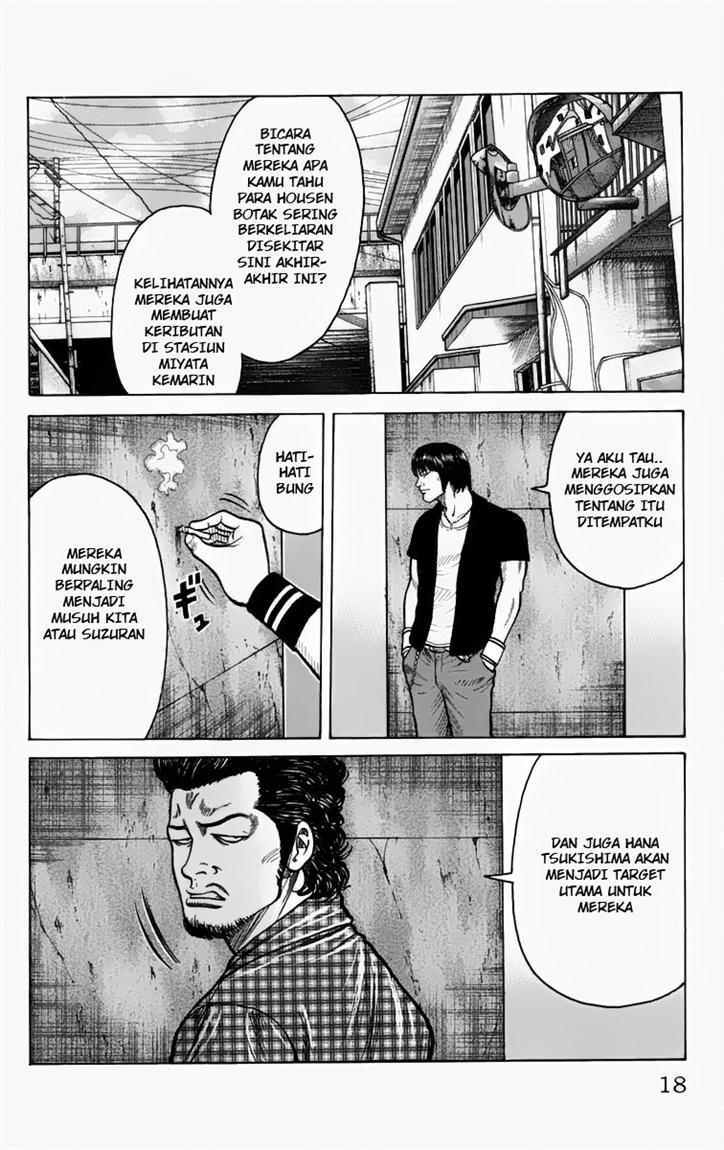 BICARA
TENTANG
MEREKA APA
KAMU TAHU
PARA HOUSEN
BOTAK SERING
BERKELIARAN
DISEKITAR
SINI AKHIR-
AKHIR INI?
KELIHATANNYA
MEREKA JUGA
MEMBUAT
KERIBUTAN
DI STASIUN
MIYATA
KEMARIN
YA AKU TAU..
MEREKA JUGA
MENGGOSIPKAN
TENTANG ITU
DITEMPATKU
HATI-
HATI
BUNG
ギュ
MEREKA
MUNGKIN
BERPALING
MENJADI
MUSUH KITA
ATAU SUZURAN
DAN JUGA HANA
TSUKISHIMA AKAN
MENJADI TARGET
UTAMA UNTUK
MEREKA
18